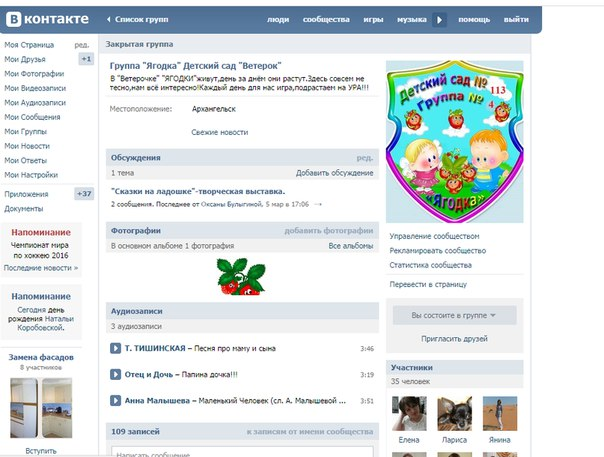 вконтакте
Список групп
люди сообщества игры музыка помощь выйти
Моя Страница ред.
Мои Друзья +1
Мои Фотографии
Мои Видеозаписи
Мои Аудиозаписи
Мои Сообщения
Мои Группы
Мои Новости
Мои Ответы
Мои Настройки
Приложения +37
Документы
Напоминание
Чемпионат мира
по хоккею 2016
Последние новости »
Напоминание
Сегодня день
рождения Натальи
Коробовской.
Замена фасадов
8 участников
Вступить
Закрытая группа
Группа "Ягодка" Детский сад "Ветерок"
В "Ветерочке" "ЯГОДКИ"живут,день за днём они растут.Здесь совсем не
тесно,нам всё интересно!Каждый день для нас игра,подрастаем на УРА!!!
Местоположение: Архангельск
Свежие новости
Обсуждения ред.
1 тема Добавить обсуждение
"Сказки на ладошке"-творческая выставка.
2 сообщения. Последнее от Оксаны Булыгиной, 5 мар в 17:06 →
Фотографии добавить фотографии
В основном альбоме 1 фотография Все альбомы
Аудиозаписи
3 аудиозаписи
Т. ТИШИНСКАЯ – Песня про маму и сына 3:46
Отец и Дочь – Папина дочка!!! 3:19
Анна Малышева – Маленький Человек (сл. А. Малышевой ... 3:51
109 записей к записям от имени сообщества
Написать сообщение
Детский сад № 113
Группа № 4
«Ягодка»
Управление сообществом
Рекламировать сообщество
Статистика сообщества
Перевести в страницу
Вы состоите в группе
Пригласить друзей
Участники
35 человек
Елена Лариса Янина